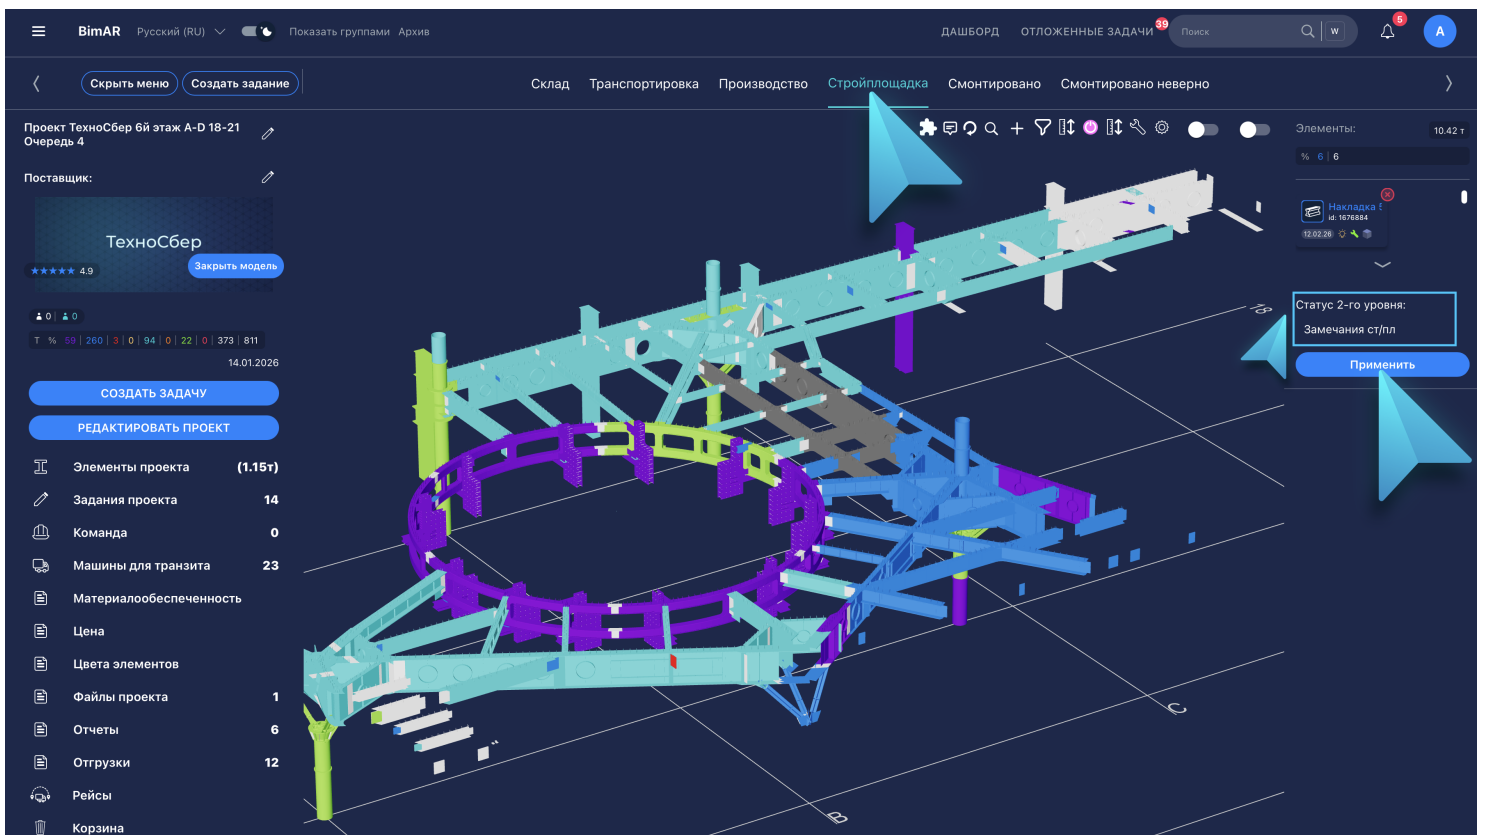 BimAR
Русский (RU)
Показать группами Архив
ДАШБОРД
ОТЛОЖЕННЫЕ ЗАДАЧИ
39
Поиск
W
5
A
Скрыть меню
Создать задание
Склад
Транспортировка
Производство
Стройплощадка
Смонтировано
Смонтировано неверно
Проект ТехноСбер 6й этаж A-D 18-21
Очередь 4
Поставщик:
ТехноСбер
4.9
Закрыть модель
0 | 0
Т % 59 | 260 | 3 | 0 | 94 | 0 | 22 | 0 | 373 | 811
14.01.2026
СОЗДАТЬ ЗАДАЧУ
РЕДАКТИРОВАТЬ ПРОЕКТ
Элементы проекта (1.15т)
Задания проекта 14
Команда 0
Машины для транзита 23
Материалообеспеченность
Цена
Цвета элементов
Файлы проекта 1
Отчеты 6
Отгрузки 12
Рейсы
Корзина
18
C
B
Элементы:
10.42 т
% 6 | 6
Накладка
id: 1676884
12.02.26
Статус 2-го уровня:
Замечания ст/пл
Применить